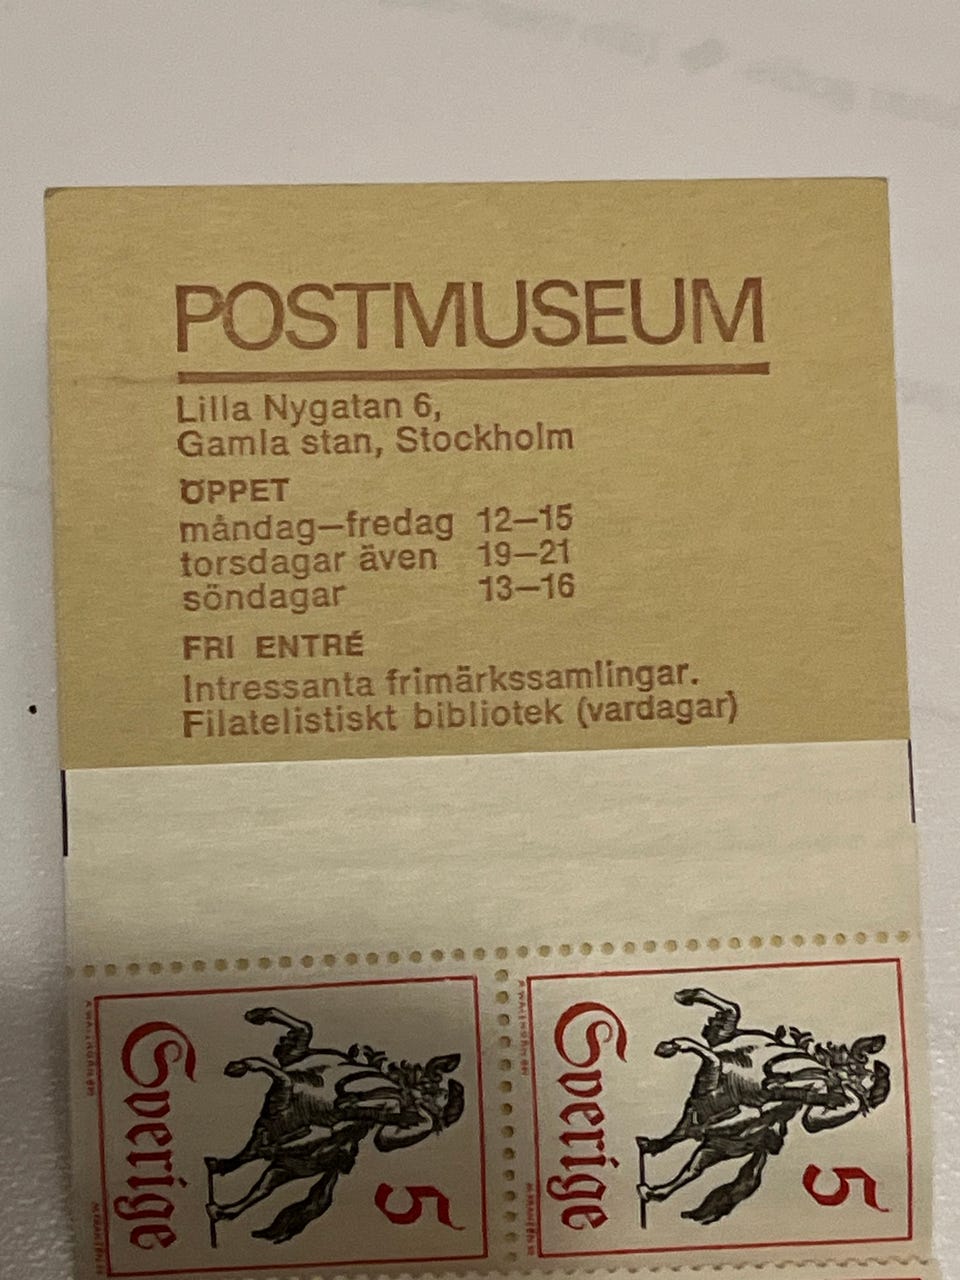 POSTMUSEUM
Lilla Nygatan 6,
Gamla stan, Stockholm
ÖPPET
måndag–fredag 12–15
torsdagar även 19–21
söndagar 13–16
FRI ENTRÉ
Intressanta frimärkssamlingar.
Filatelistiskt bibliotek (vardagar)
Sverige
5
Sverige
5